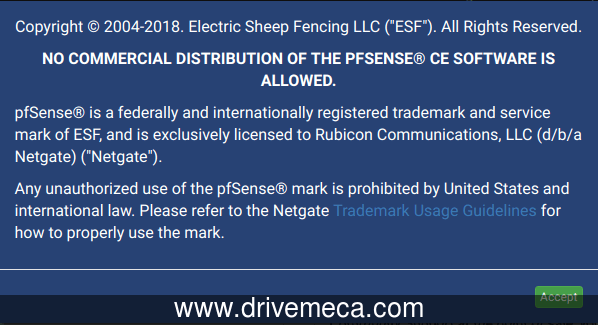 Copyright © 2004-2018. Electric Sheep Fencing LLC ("ESF"). All Rights Reserved.
NO COMMERCIAL DISTRIBUTION OF THE PFSENSE® CE SOFTWARE IS
ALLOWED.
pfSense® is a federally and internationally registered trademark and service
mark of ESF, and is exclusively licensed to Rubicon Communications, LLC (d/b/a
Netgate) ("Netgate").
Any unauthorized use of the pfSense® mark is prohibited by United States and
international law. Please refer to the Netgate Trademark Usage Guidelines for
how to properly use the mark.
Accept
www.drivemeca.com